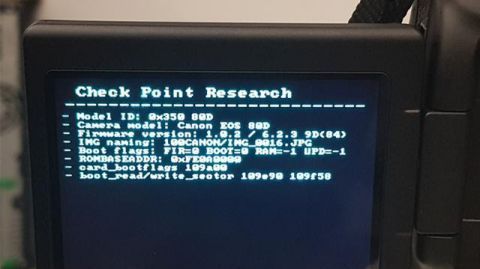 Check Point Research
- Model ID: 0x350 80D
- Camera model: Canon EOS 80D
- Firmware version: 1.0.2 / 6.2.3 9D(84)
- IMG naming: 100CANON/IMG_0016.JPG
- Boot flags: FIR=0 BOOT=0 RAM=-1 UPD=-1
- ROMBASEADDR: 0xFE0A0000
- card_bootflags 109a00
- boot_read/write_sector 109e90 109f58